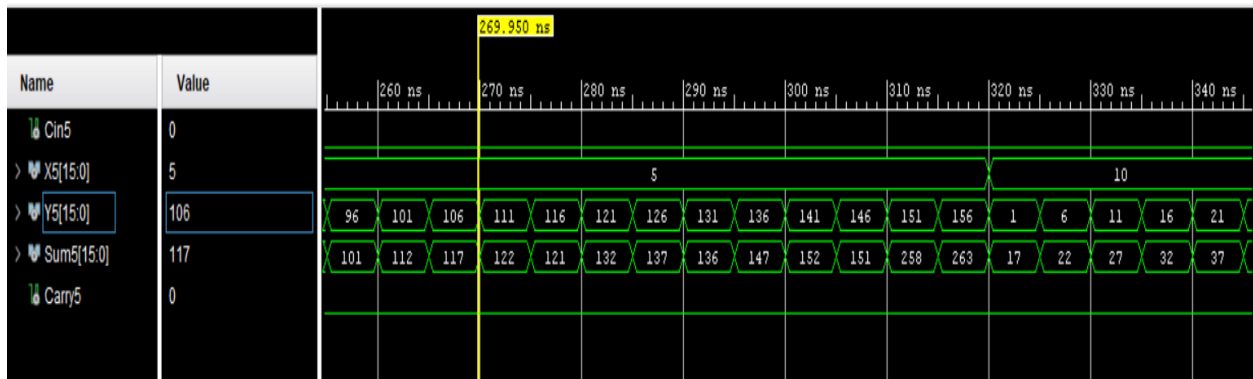 269.950 ns
Name Value
260 ns 270 ns 280 ns 290 ns 300 ns 310 ns 320 ns 330 ns 340 ns
Cin5 0
X5[15:0] 5 5 10
Y5[15:0] 106 96 101 106 111 116 121 126 131 136 141 146 151 156 1 6 11 16 21
Sum5[15:0] 117 101 112 117 122 121 132 137 136 147 152 151 258 263 17 22 27 32 37
Carry5 0